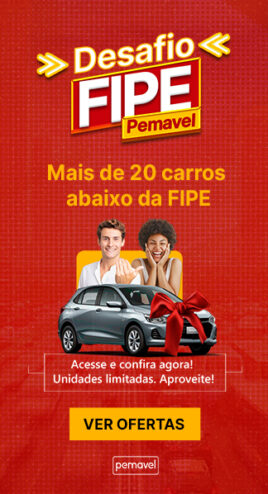 Desafio
FIPE
Pemavel
Mais de 20 carros
abaixo da FIPE
Acesse e confira agora!
Unidades limitadas. Aproveite!
VER OFERTAS
pemavel